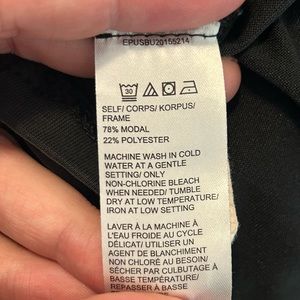 EPUSBU20155214
30
SELF/ CORPS/ KORPUS/
FRAME
78% MODAL
22% POLYESTER
MACHINE WASH IN COLD
WATER AT A GENTLE
SETTING/ ONLY
NON-CHLORINE BLEACH
WHEN NEEDED/ TUMBLE
DRY AT LOW TEMPERATURE/
IRON AT LOW TEMPERATURE
LAVER À LA MACHINE À
L'EAU FROIDE AU CYCLE
DÉLICAT/ UTILISER UN
AGENT DE BLANCHIMENT
NON CHLORÉ AU BESOIN/
SÉCHER PAR CULBUTAGE À
BASSE TEMPÉRATURE/
REPASSER À BASSE